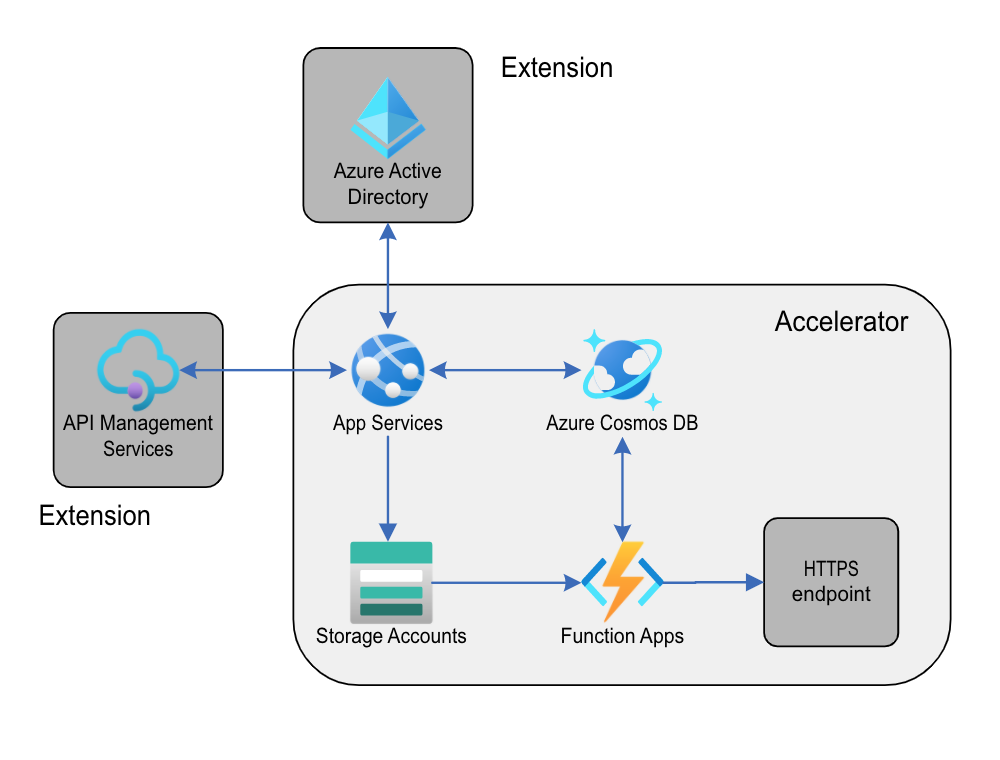 Extension
Azure Active
Directory
Accelerator
API Management
Services
Extension
App Services
Azure Cosmos DB
Storage Accounts
Function Apps
HTTPS
endpoint